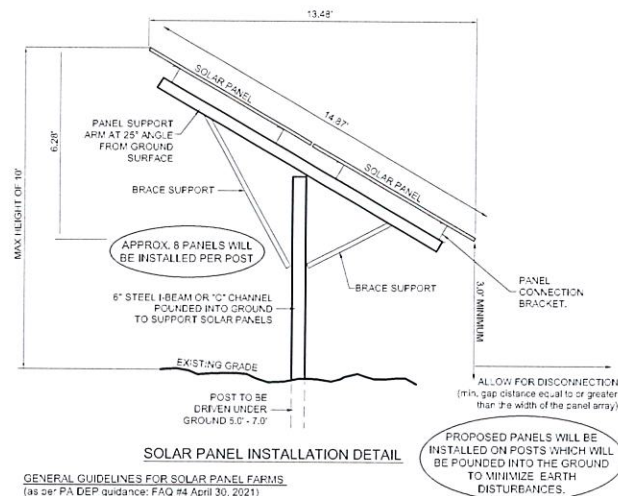 13.48'
SOLAR PANEL
14.87'
PANEL SUPPORT
ARM AT 25° ANGLE
FROM GROUND
SURFACE
6.28'
MAX HEIGHT OF 10'
BRACE SUPPORT
SOLAR PANEL
APPROX. 8 PANELS WILL
BE INSTALLED PER POST
BRACE SUPPORT
PANEL
CONNECTION
BRACKET.
6" STEEL I-BEAM OR "C" CHANNEL
POUNDED INTO GROUND
TO SUPPORT SOLAR PANELS
3.0' MINIMUM
EXISTING GRADE
ALLOW FOR DISCONNECTION
(min. gap distance equal to or greater
than the width of the panel array)
POST TO BE
DRIVEN UNDER
GROUND 5.0' - 7.0'
SOLAR PANEL INSTALLATION DETAIL
PROPOSED PANELS WILL BE
INSTALLED ON POSTS WHICH WILL
BE POUNDED INTO THE GROUND
TO MINIMIZE EARTH
DISTURBANCES.
GENERAL GUIDELINES FOR SOLAR PANEL FARMS
(as per PA DEP guidance: FAQ #4 April 30, 2021)